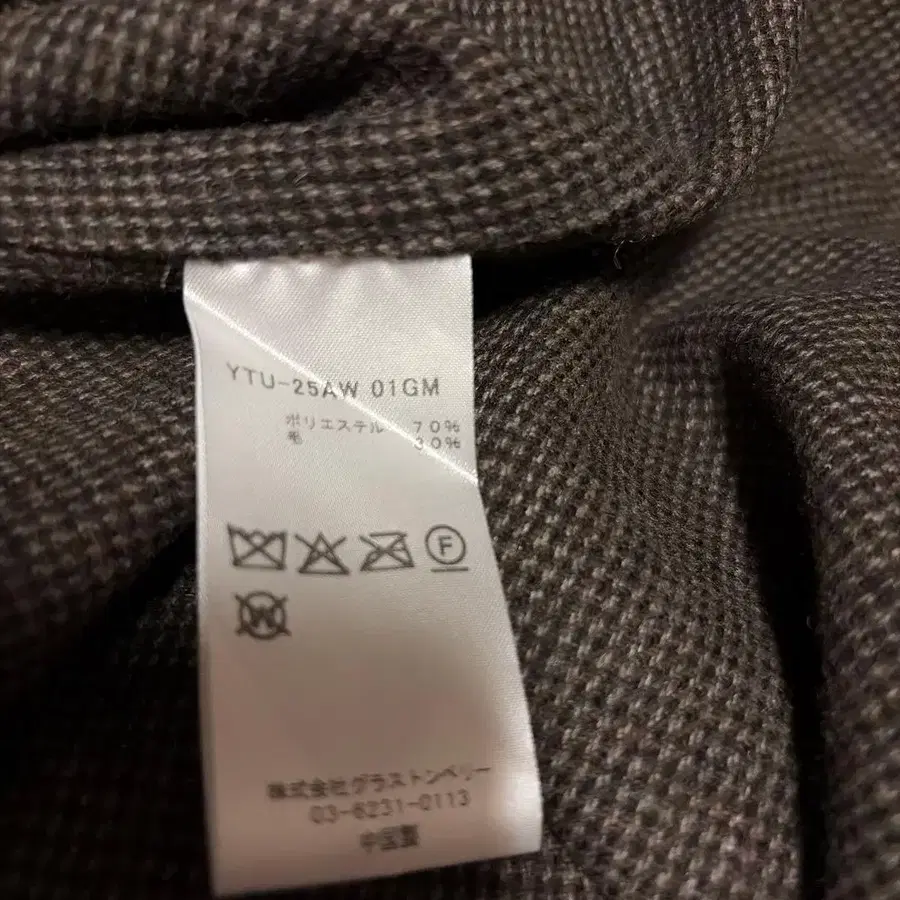 YTU-25AW 01GM
ポリエステル 70%
毛 30%
F
W
株式会社グラストンベリー
03-6231-0113
中国製